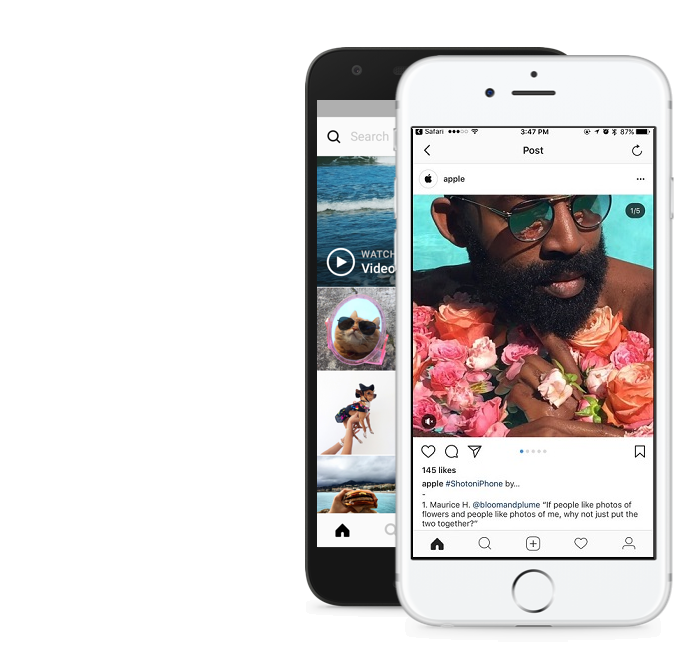 Search
WATCH
Video
Safari 3:47 PM 87%
Post
apple
1/5
145 likes
apple #ShotoniPhone by...
-
1. Maurice H. @bloomandplume “If people like photos of
flowers and people like photos of me, why not just put the
two together?”